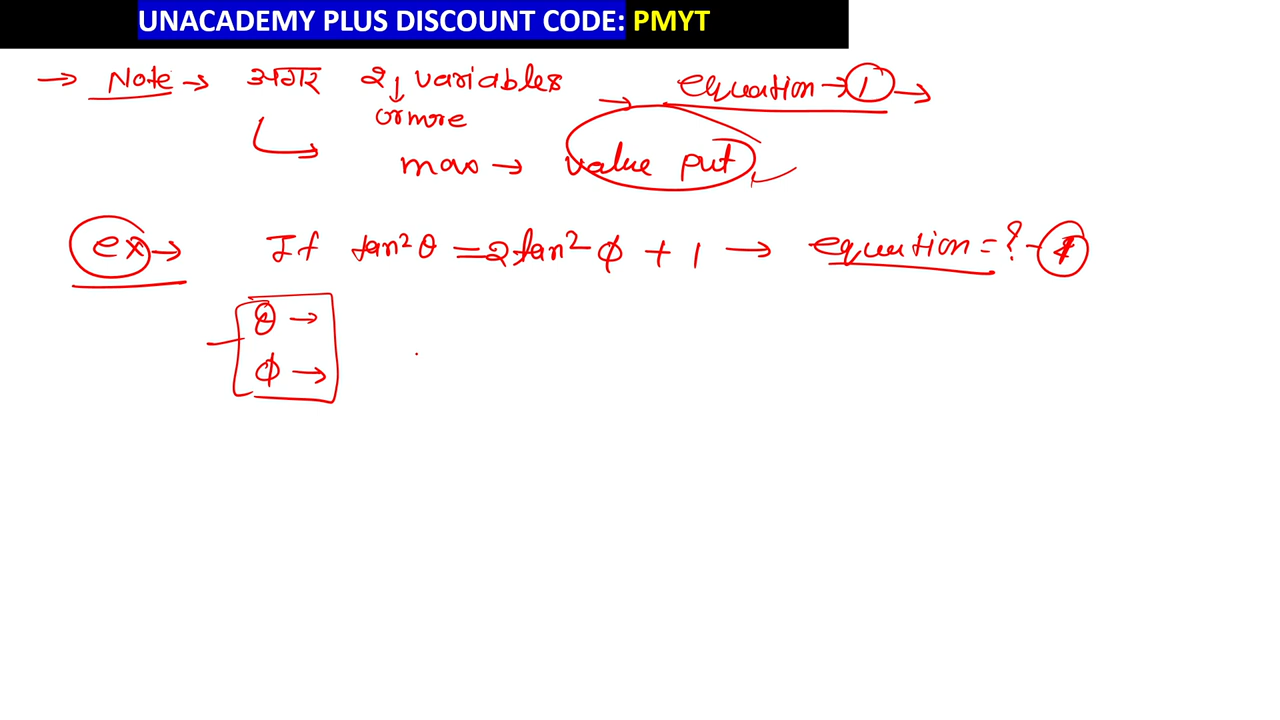 UNACADEMY PLUS DISCOUNT CODE: PMYT
→ Note → अगर 2 variables → equation → 1 →
or more
max → value put
ex → If tan²θ = 2tan²ϕ + 1 → equation = ? - 1
θ →
ϕ →